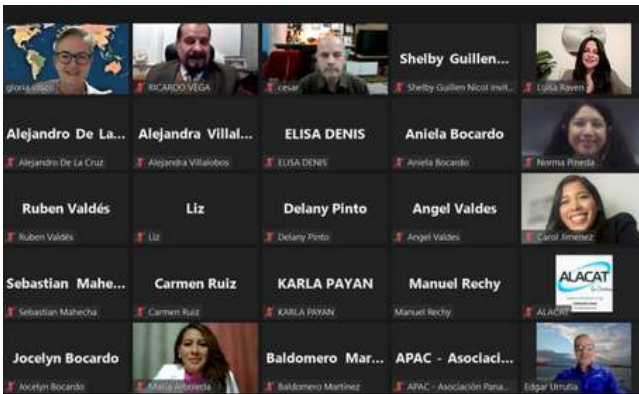 gloria visco
RICARDO VEGA
cesar
Shelby Guillen...
Shelby Guillen Nicol Invit...
Luisa Raven
Alejandro De La...
Alejandro De La Cruz
Alejandra Villal...
Alejandra Villalobos
ELISA DENIS
ELISA DENIS
Aniela Bocardo
Aniela Bocardo
Norma Pineda
Ruben Valdés
Ruben Valdés
Liz
Liz
Delany Pinto
Delany Pinto
Angel Valdes
Angel Valdes
Carol Jimenez
Sebastian Mahe...
Sebastian Mahecha
Carmen Ruiz
Carmen Ruiz
KARLA PAYAN
KARLA PAYAN
Manuel Rechy
Manuel Rechy
ALACAT
ALACAT
Jocelyn Bocardo
Jocelyn Bocardo
Maria Arboleda
Baldomero Mar...
Baldomero Martinez
APAC - Asociaci...
APAC - Asociación Pana...
Edgar Urrutia